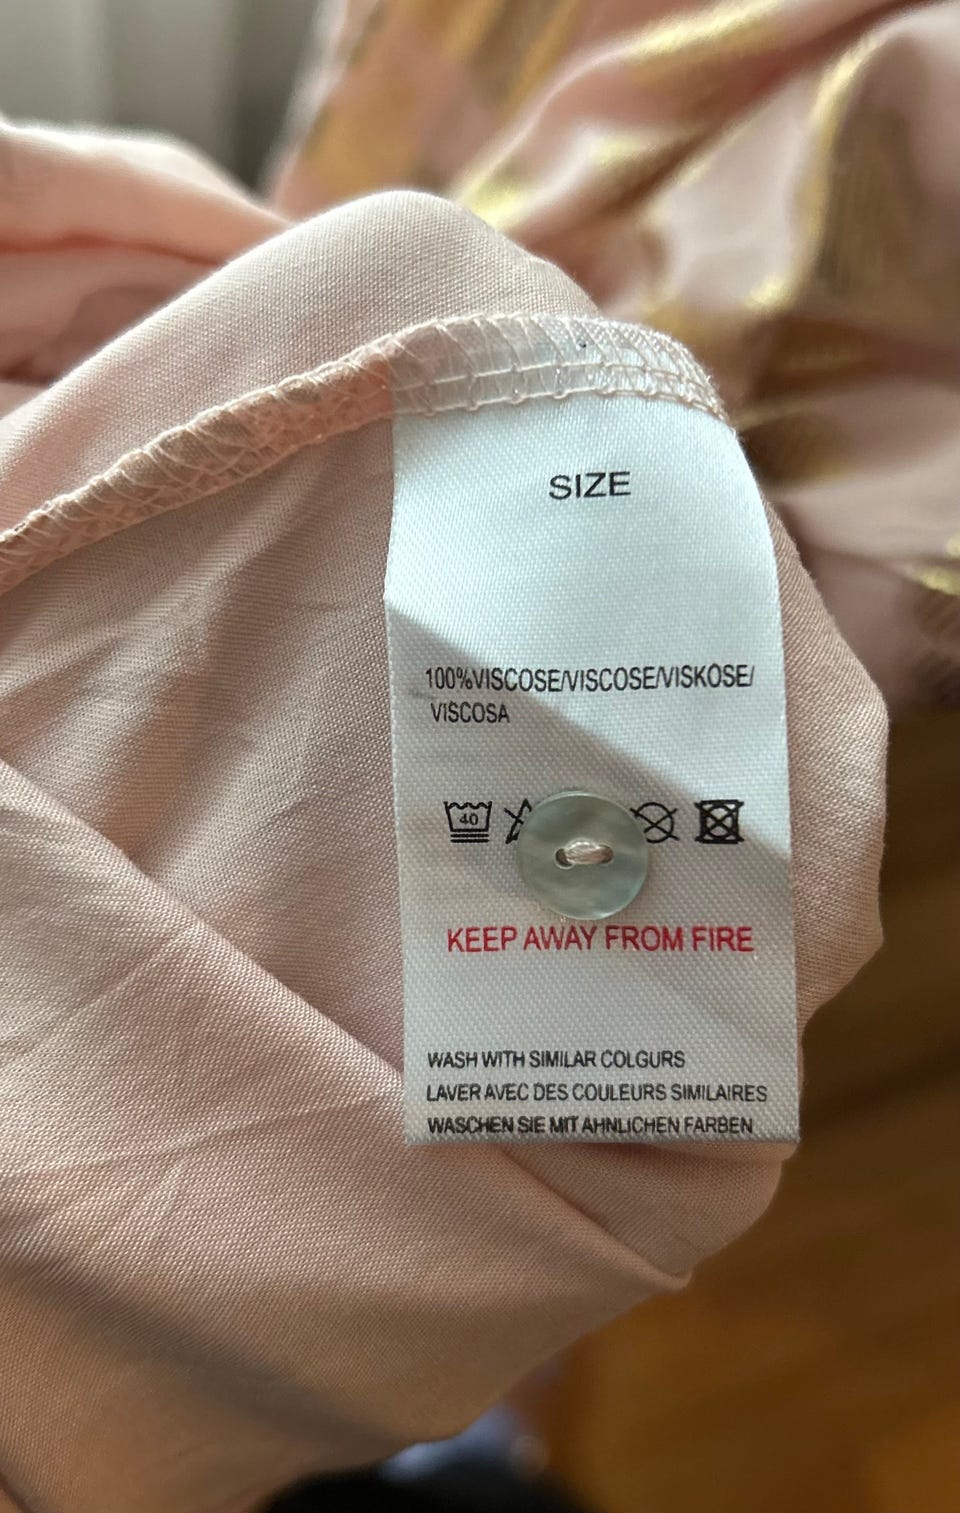 SIZE
100%VISCOSE/VISCOSE/VISKOSE/
VISCOSA
40
KEEP AWAY FROM FIRE
WASH WITH SIMILAR COLGURS
LAVER AVEC DES COULEURS SIMILAIRES
WASCHEN SIE MIT AHNLICHEN FARBEN